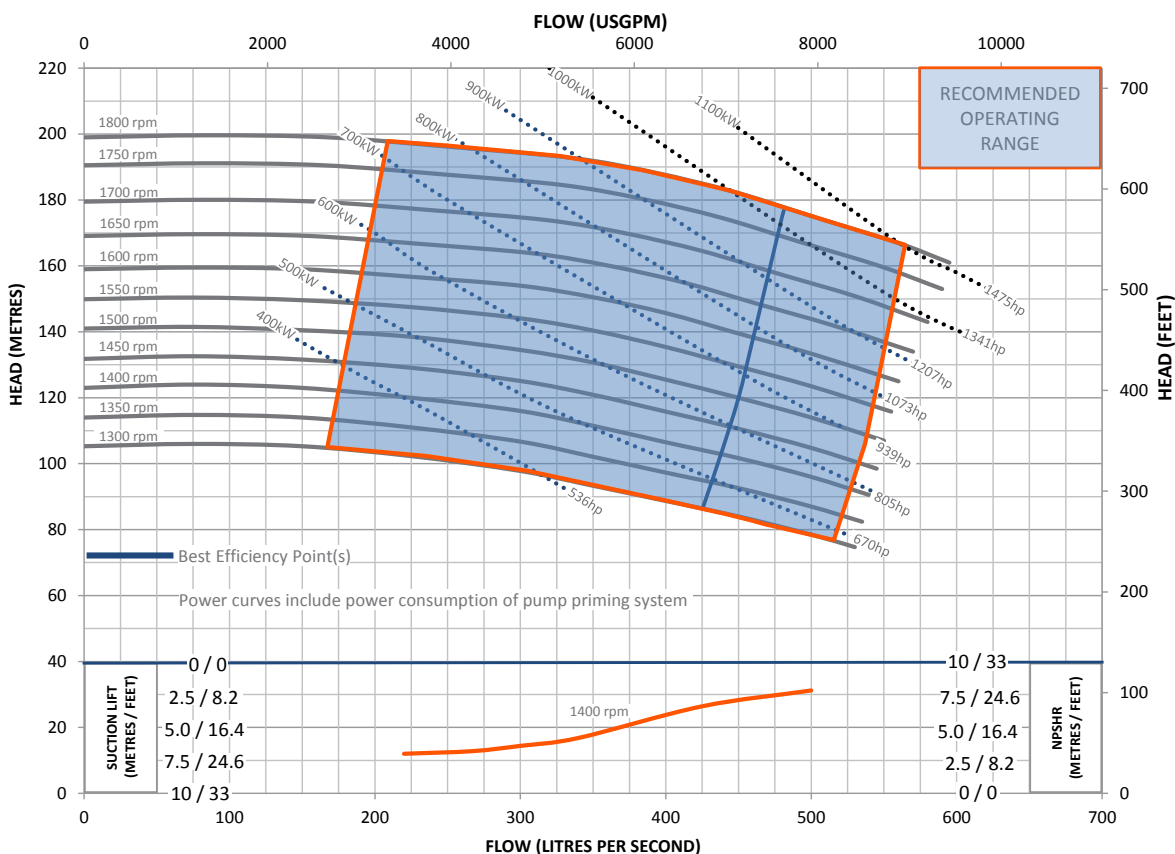 FLOW (USGPM)
0 2000 4000 6000 8000 10000
220
200
180
160
140
120
100
80
60
40
20
0
HEAD (METRES)
700
600
500
400
300
200
100
0
HEAD (FEET)
RECOMMENDED
OPERATING
RANGE
1800 rpm
1750 rpm
1700 rpm
1650 rpm
1600 rpm
1550 rpm
1500 rpm
1450 rpm
1400 rpm
1350 rpm
1300 rpm
400kW
500kW
600kW
700kW
800kW
900kW
1000kW
1100kW
1475hp
1341hp
1207hp
1073hp
939hp
805hp
670hp
536hp
Best Efficiency Point(s)
Power curves include power consumption of pump priming system
SUCTION LIFT
(METRES / FEET)
0 / 0
2.5 / 8.2
5.0 / 16.4
7.5 / 24.6
10 / 33
1400 rpm
10 / 33
7.5 / 24.6
5.0 / 16.4
2.5 / 8.2
0 / 0
NPSHR
(METRES / FEET)
0 100 200 300 400 500 600 700
FLOW (LITRES PER SECOND)